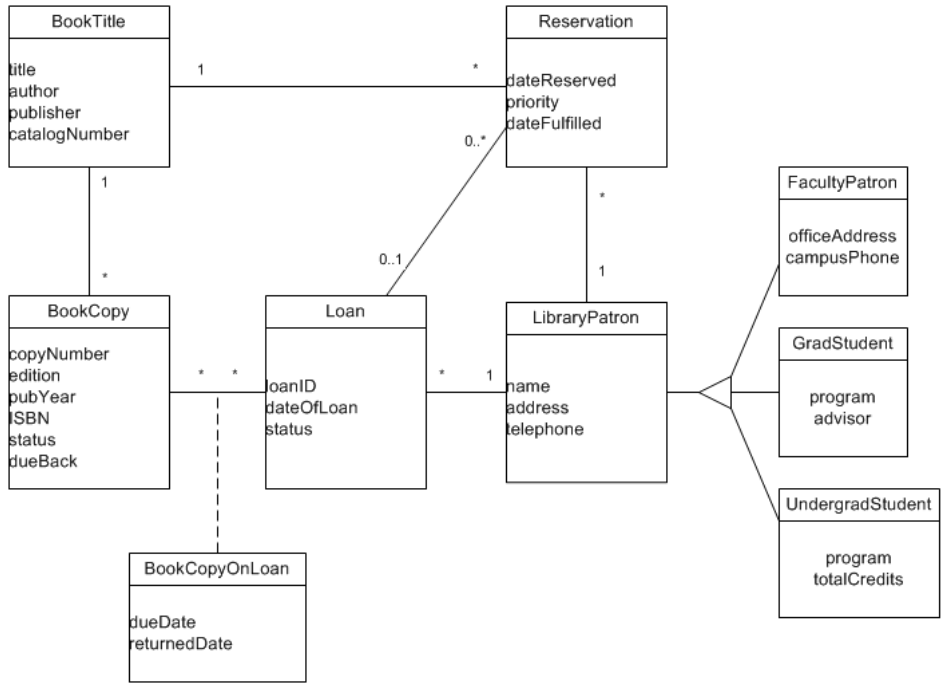 BookTitle
title
author
publisher
catalogNumber
1
*
Reservation
dateReserved
priority
dateFulfilled
0..*
1
*
0..1
*
1
FacultyPatron
officeAddress
campusPhone
BookCopy
copyNumber
edition
pubYear
ISBN
status
dueBack
*
*
Loan
loanID
dateOfLoan
status
*
1
LibraryPatron
name
address
telephone
GradStudent
program
advisor
UndergradStudent
program
totalCredits
BookCopyOnLoan
dueDate
returnedDate